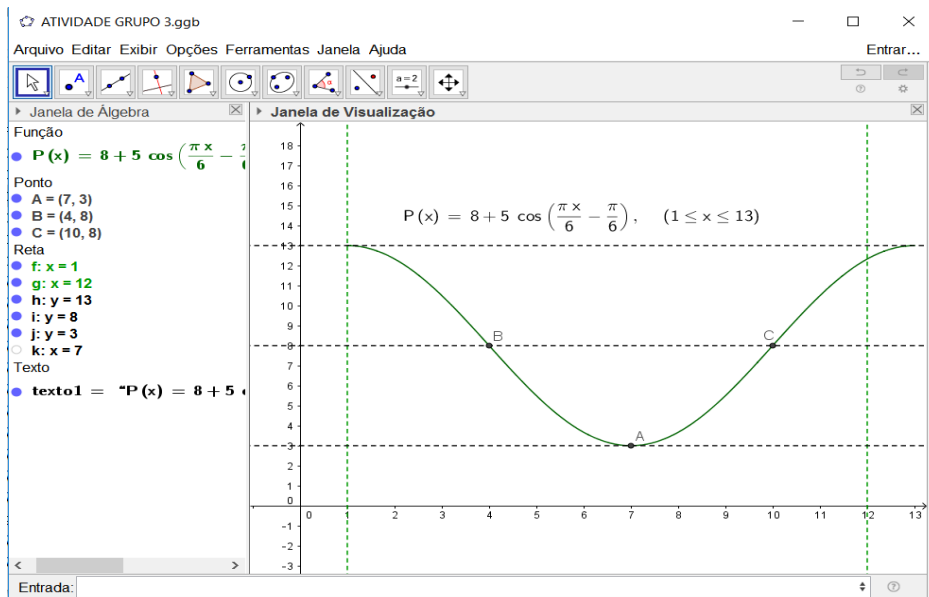 ATIVIDADE GRUPO 3.ggb
Arquivo Editar Exibir Opções Ferramentas Janela Ajuda Entrar...
A α a=2
Janela de Álgebra
Janela de Visualização
Função
P (x) = 8 + 5 cos ( π x / 6 − 
Ponto
A = (7, 3)
B = (4, 8)
C = (10, 8)
Reta
f: x = 1
g: x = 12
h: y = 13
i: y = 8
j: y = 3
k: x = 7
Texto
texto1 = “P (x) = 8 + 5
P (x) = 8 + 5 cos ( π x / 6 − π / 6 ) , (1 ≤ x ≤ 13)
18
17
16
15
14
13
12
11
10
9
8
7
6
5
4
3
2
1
0
-1
-2
-3
B
C
A
0 2 3 4 5 6 7 8 9 10 11 12 13
Entrada: